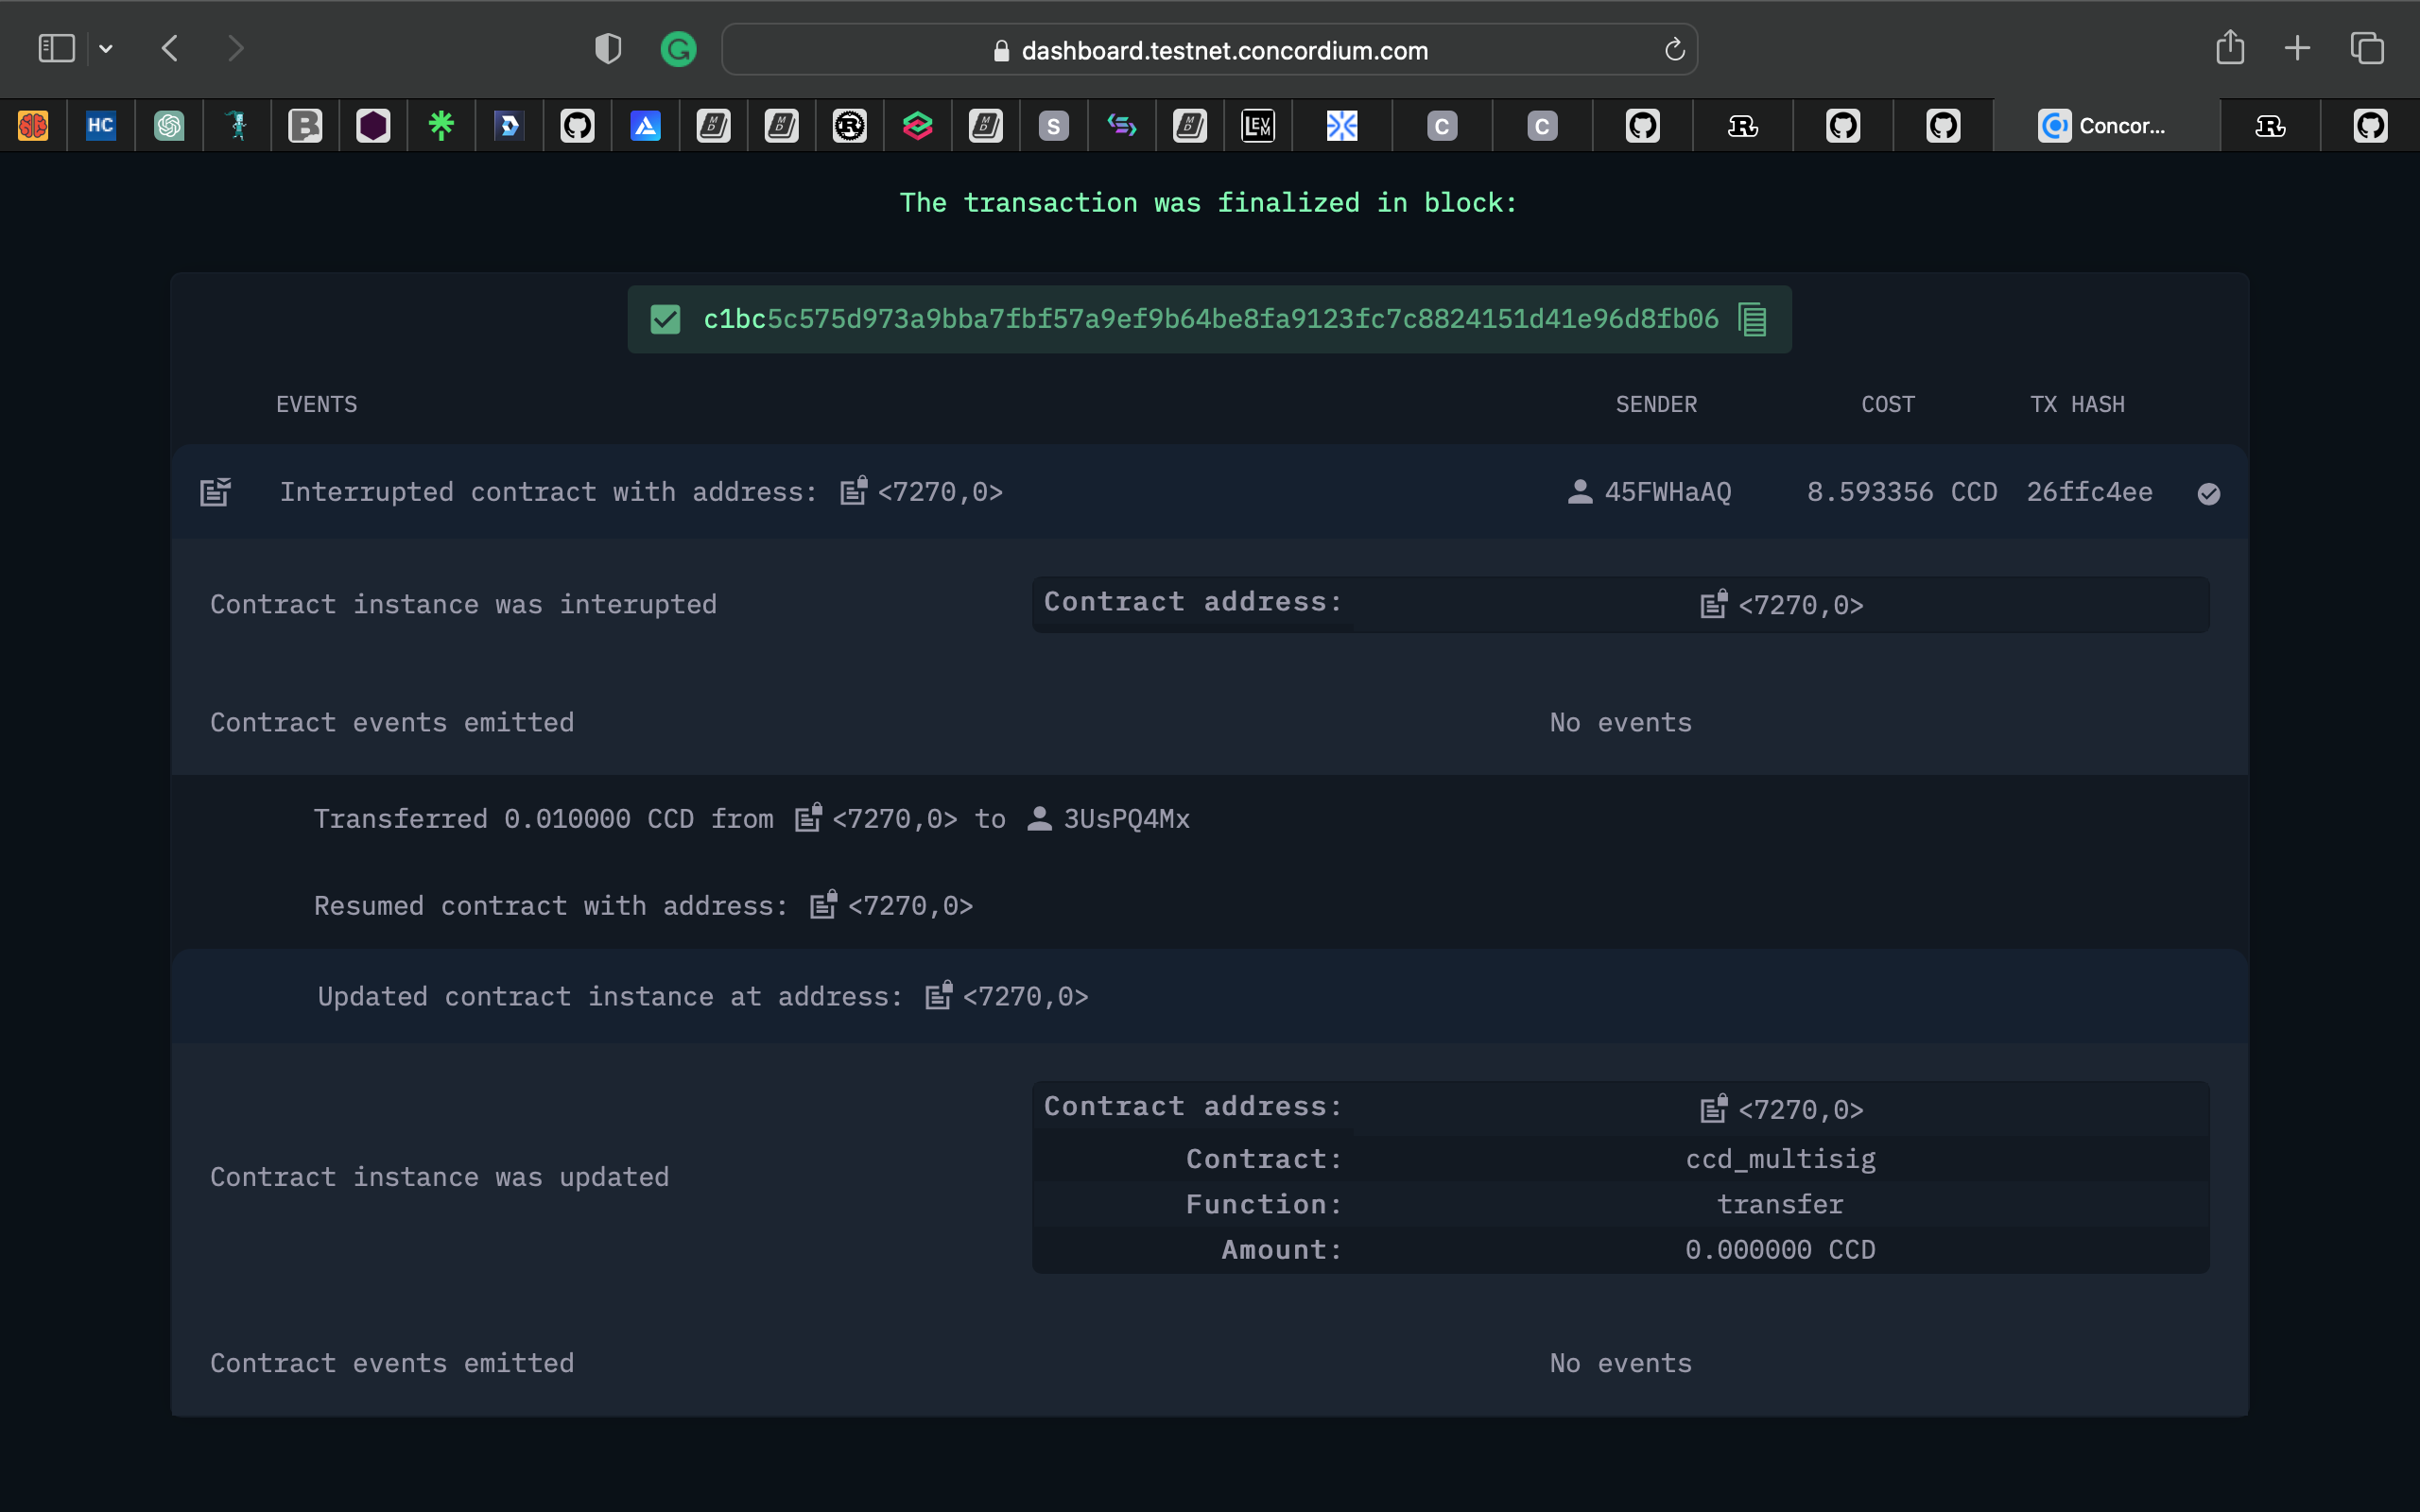 dashboard.testnet.concordium.com
HC
S
LEVM
C
C
Concor...
The transaction was finalized in block:
c1bc5c575d973a9bba7fbf57a9ef9b64be8fa9123fc7c8824151d41e96d8fb06
EVENTS SENDER COST TX HASH
Interrupted contract with address: <7270,0> 45FWHaAQ 8.593356 CCD 26ffc4ee
Contract instance was interupted Contract address: <7270,0>
Contract events emitted No events
Transferred 0.010000 CCD from <7270,0> to 3UsPQ4Mx
Resumed contract with address: <7270,0>
Updated contract instance at address: <7270,0>
Contract address: <7270,0>
Contract: ccd_multisig
Contract instance was updated
Function: transfer
Amount: 0.000000 CCD
Contract events emitted No events